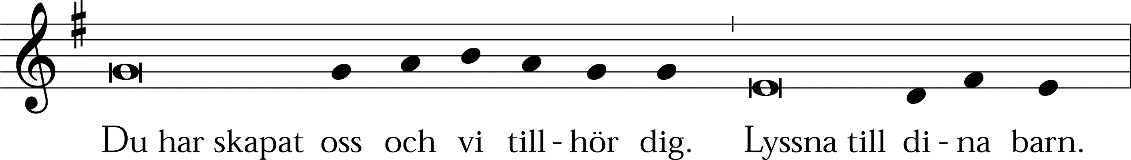 Du har skapat oss och vi till-hör dig. Lyssna till di-na barn.